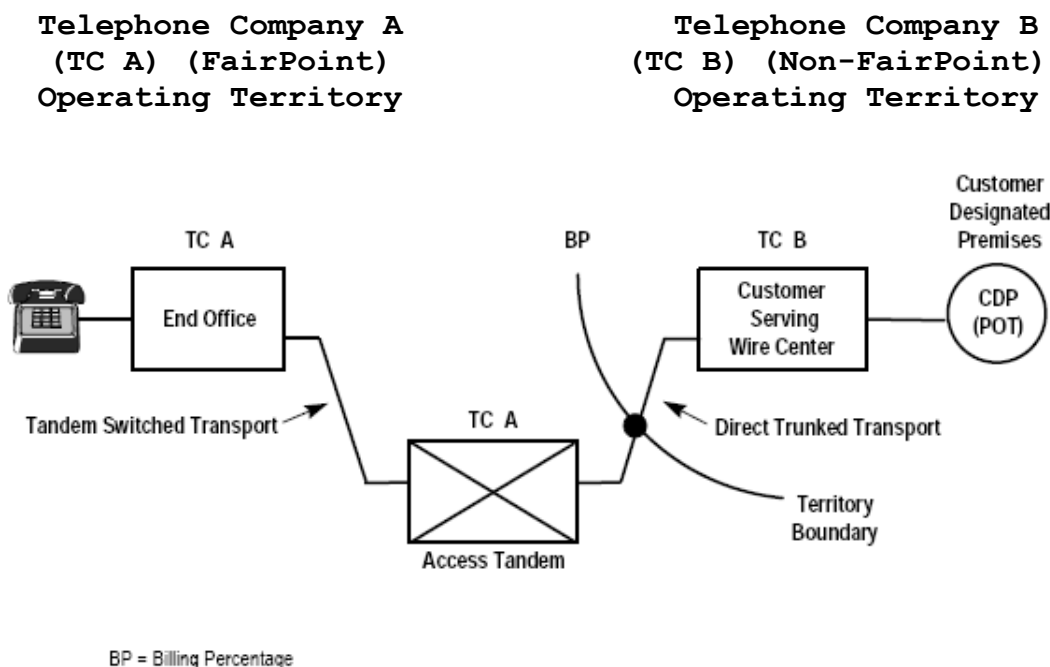 Telephone Company A
(TC A) (FairPoint)
Operating Territory
Telephone Company B
(TC B) (Non-FairPoint)
Operating Territory
Customer
Designated
Premises
TC A
BP
TC B
End Office
Customer
Serving
Wire Center
CDP
(POT)
Tandem Switched Transport
TC A
Direct Trunked Transport
Territory
Boundary
Access Tandem
BP = Billing Percentage